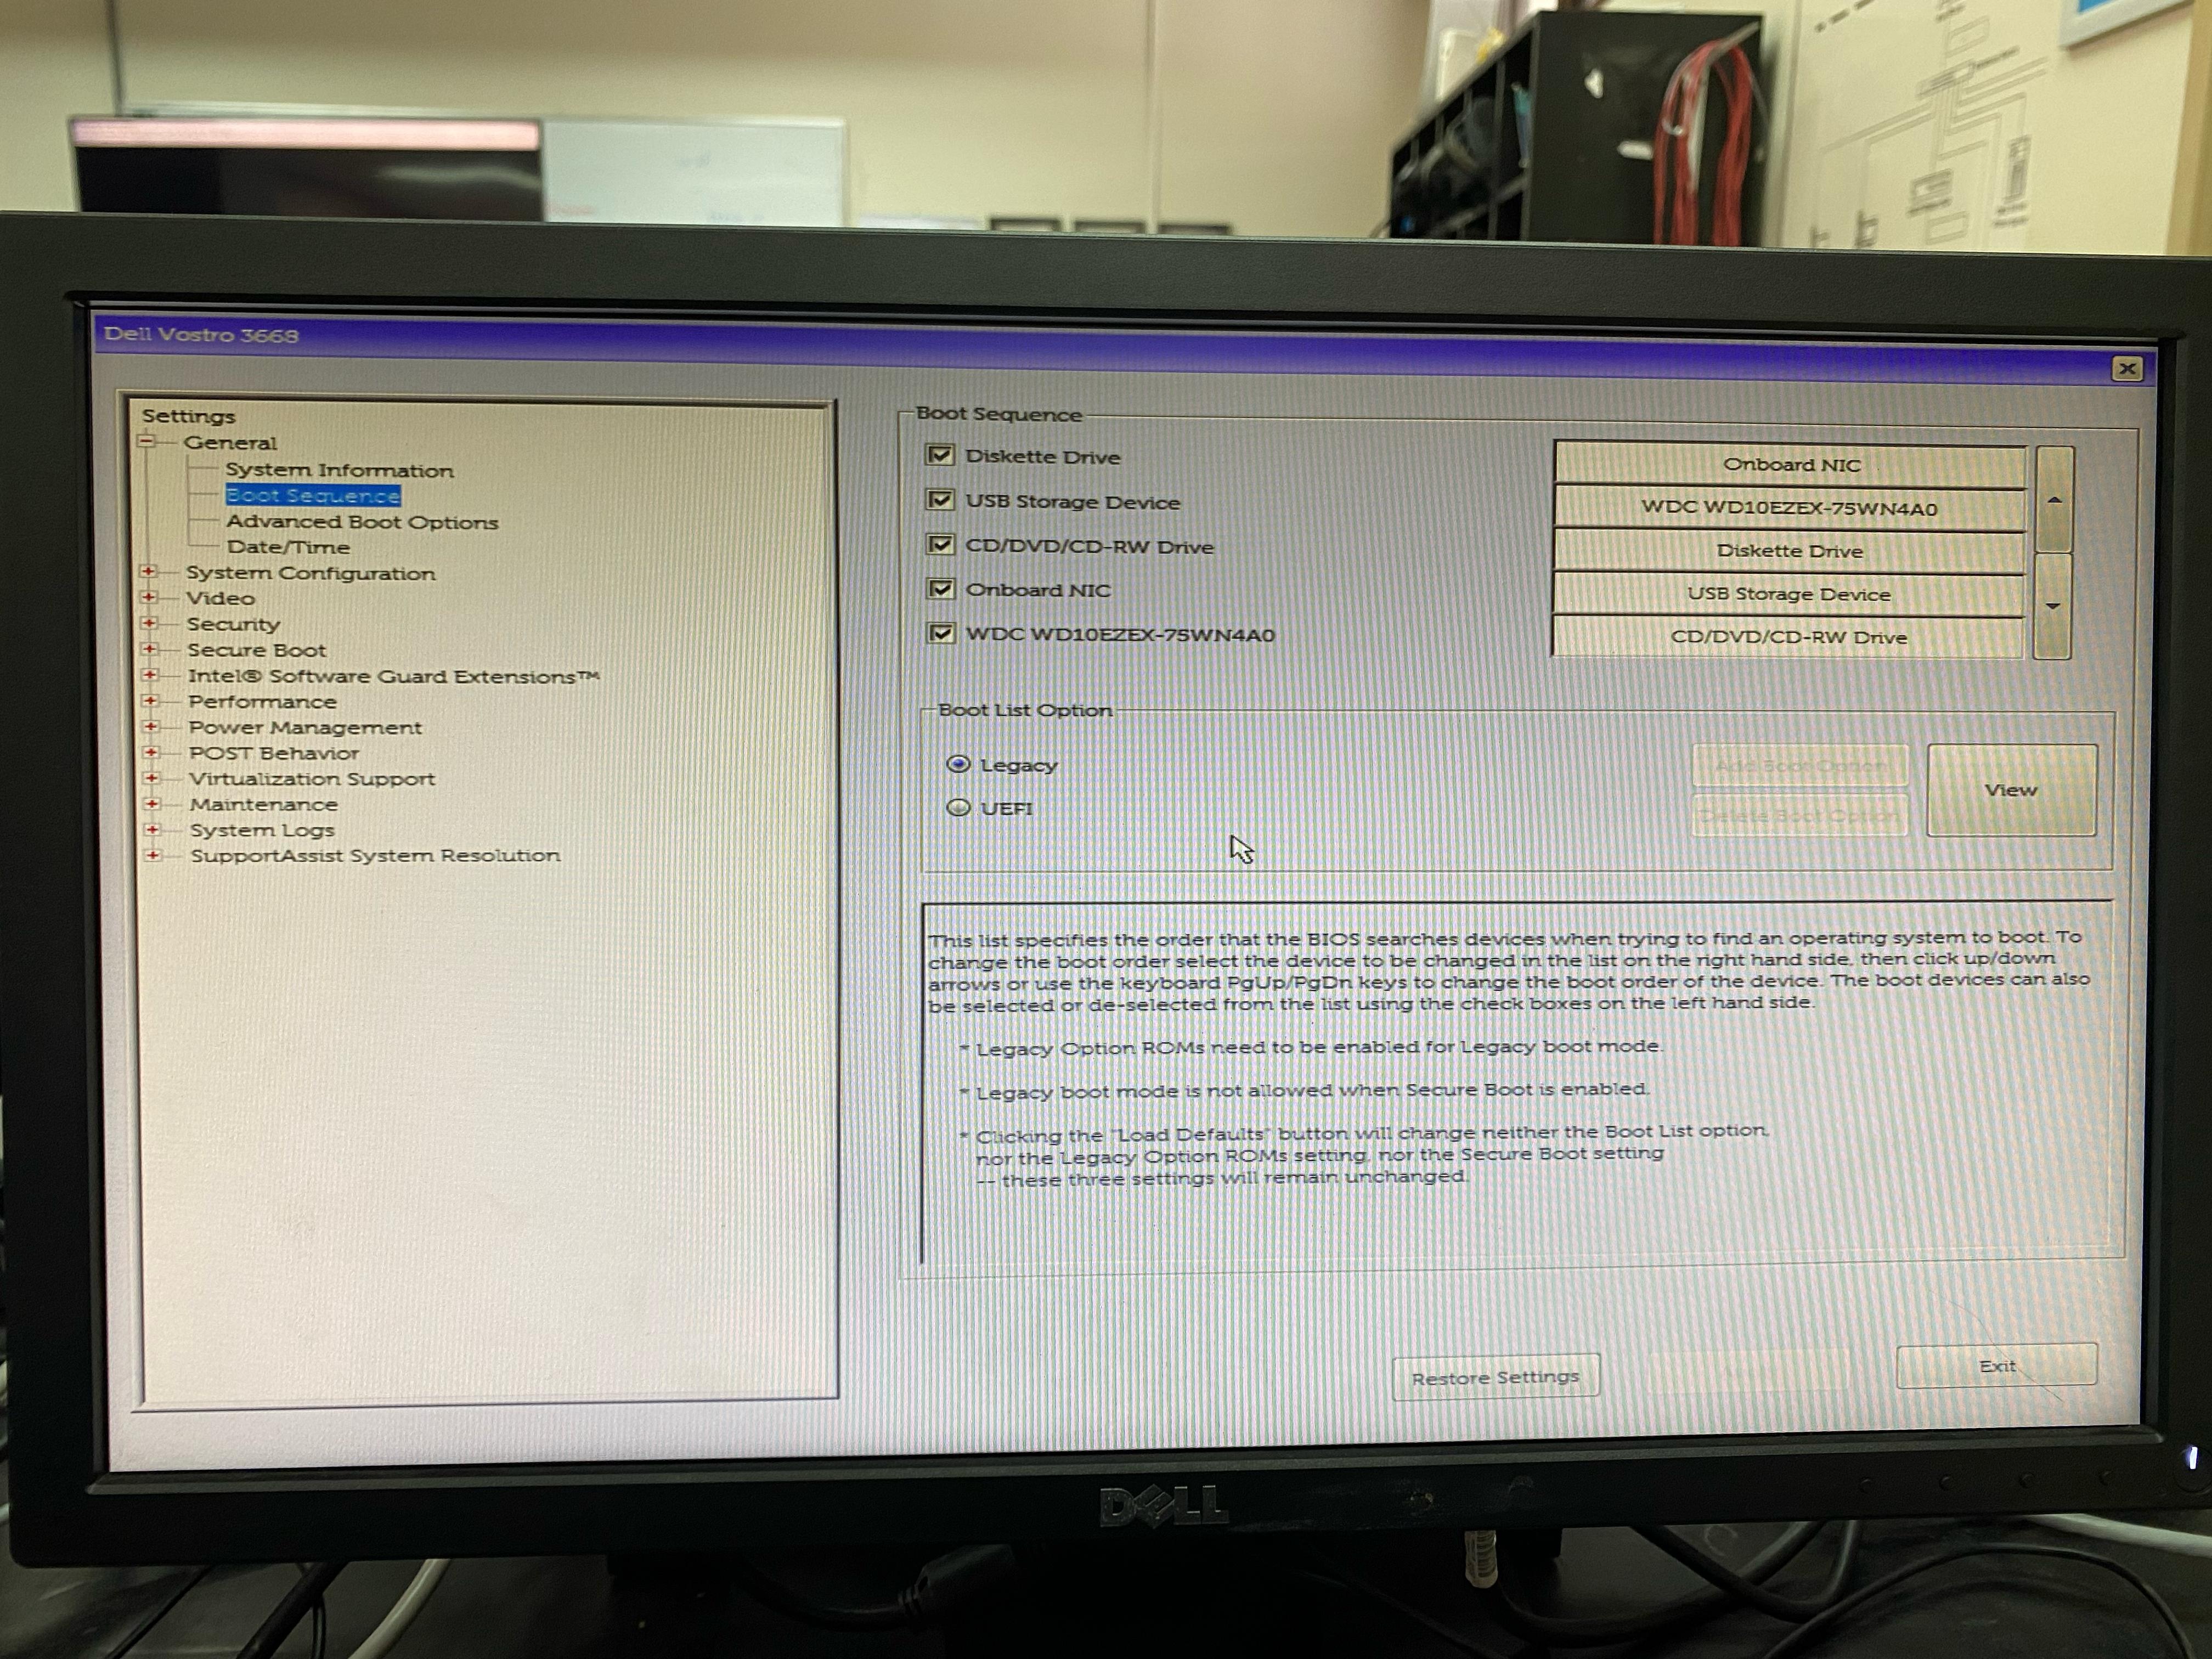 Dell Vostro 3668
Settings
General
System Information
Boot Sequence
Advanced Boot Options
Date/Time
System Configuration
Video
Security
Secure Boot
Intel® Software Guard Extensions™
Performance
Power Management
POST Behavior
Virtualization Support
Maintenance
System Logs
SupportAssist System Resolution
Boot Sequence
Diskette Drive
USB Storage Device
CD/DVD/CD-RW Drive
Onboard NIC
WDC WD10EZEX-75WN4A0
Onboard NIC
WDC WD10EZEX-75WN4A0
Diskette Drive
USB Storage Device
CD/DVD/CD-RW Drive
Boot List Option
Legacy
UEFI
Add Boot Option
Delete Boot Option
View
This list specifies the order that the BIOS searches devices when trying to find an operating system to boot. To
change the boot order select the device to be changed in the list on the right hand side, then click up/down
arrows or use the keyboard PgUp/PgDn keys to change the boot order of the device. The boot devices can also
be selected or de-selected from the list using the check boxes on the left hand side.
* Legacy Option ROMs need to be enabled for Legacy boot mode.
* Legacy boot mode is not allowed when Secure Boot is enabled.
* Clicking the "Load Defaults" button will change neither the Boot List option,
nor the Legacy Option ROMs setting, nor the Secure Boot setting
-- these three settings will remain unchanged.
Restore Settings
Exit
DELL